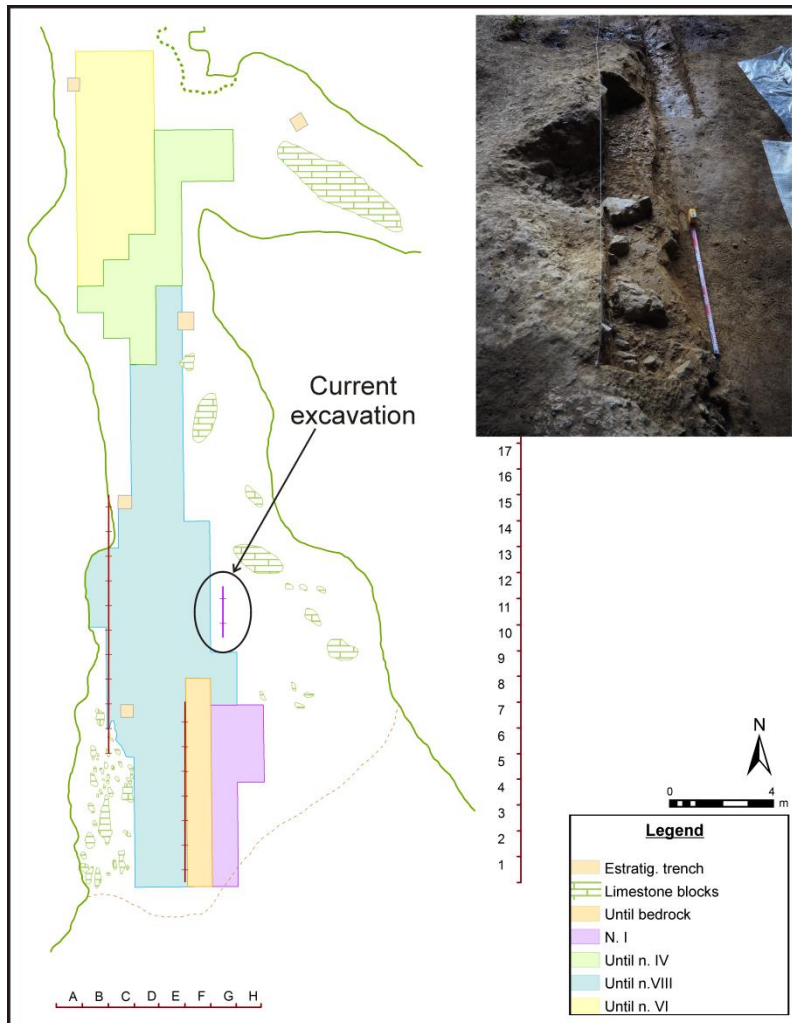 Current
excavation
17
16
15
14
13
12
11
10
9
8
7
6
5
4
3
2
1
N
0 4
m
Legend
Estratig. trench
Limestone blocks
Until bedrock
N. I
Until n. IV
Until n.VIII
Until n. VI
A B C D E F G H